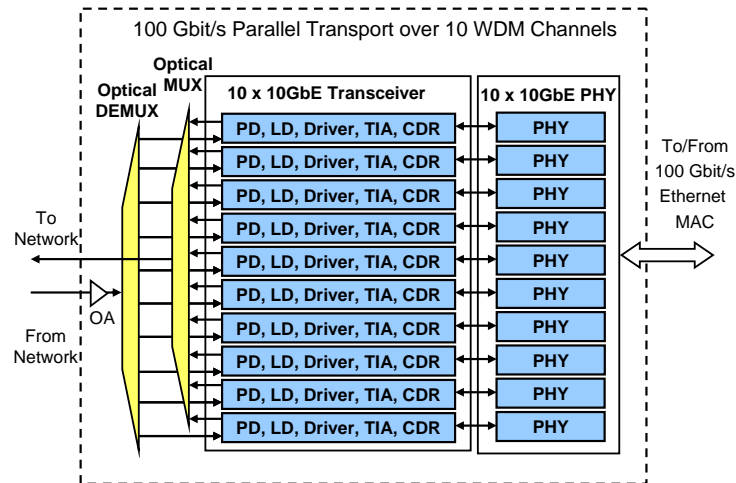 100 Gbit/s Parallel Transport over 10 WDM Channels
Optical
MUX
Optical
DEMUX
10 x 10GbE Transceiver
10 x 10GbE PHY
PD, LD, Driver, TIA, CDR
PHY
PD, LD, Driver, TIA, CDR
PHY
PD, LD, Driver, TIA, CDR
PHY
PD, LD, Driver, TIA, CDR
PHY
PD, LD, Driver, TIA, CDR
PHY
PD, LD, Driver, TIA, CDR
PHY
PD, LD, Driver, TIA, CDR
PHY
PD, LD, Driver, TIA, CDR
PHY
PD, LD, Driver, TIA, CDR
PHY
PD, LD, Driver, TIA, CDR
PHY
To/From
100 Gbit/s
Ethernet
MAC
To
Network
OA
From
Network